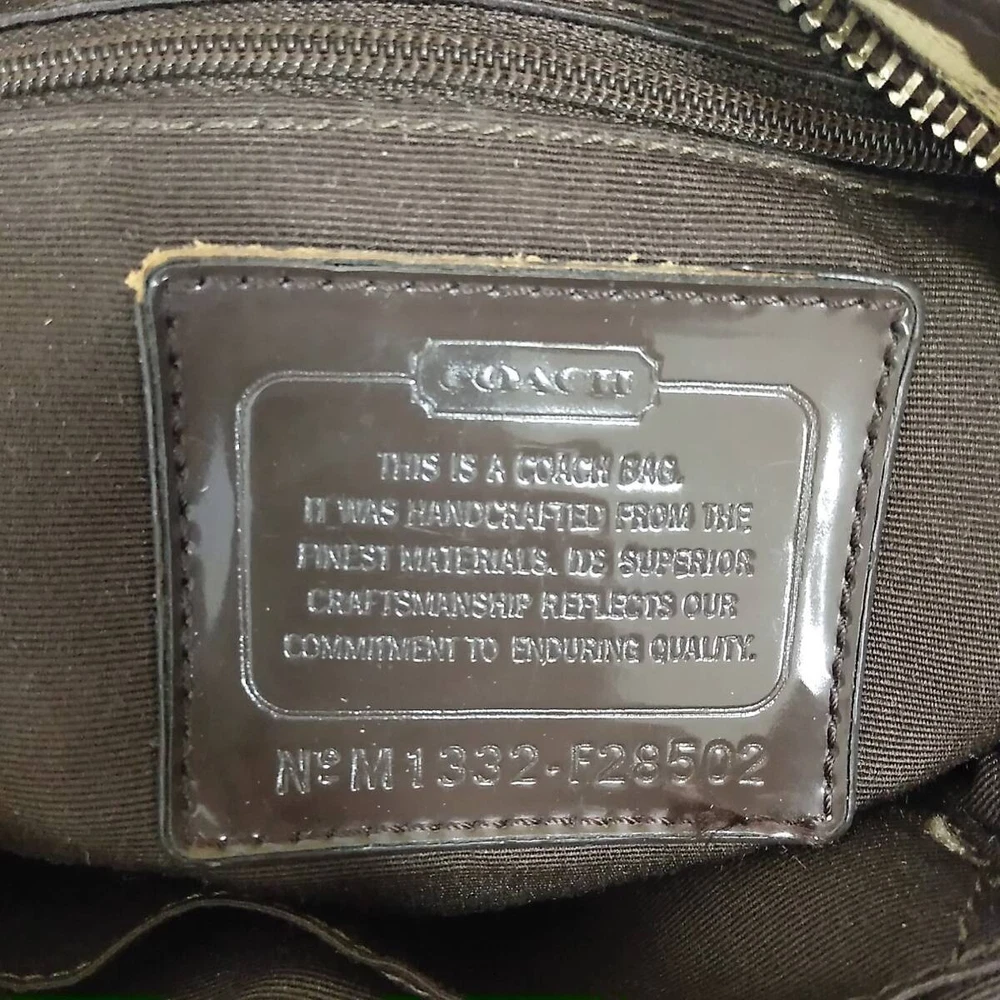 COACH
THIS IS A COACH BAG.
IT WAS HANDCRAFTED FROM THE
FINEST MATERIALS. ITS SUPERIOR
CRAFTSMANSHIP REFLECTS OUR
COMMITMENT TO ENDURING QUALITY.
Nº M1332-F28502